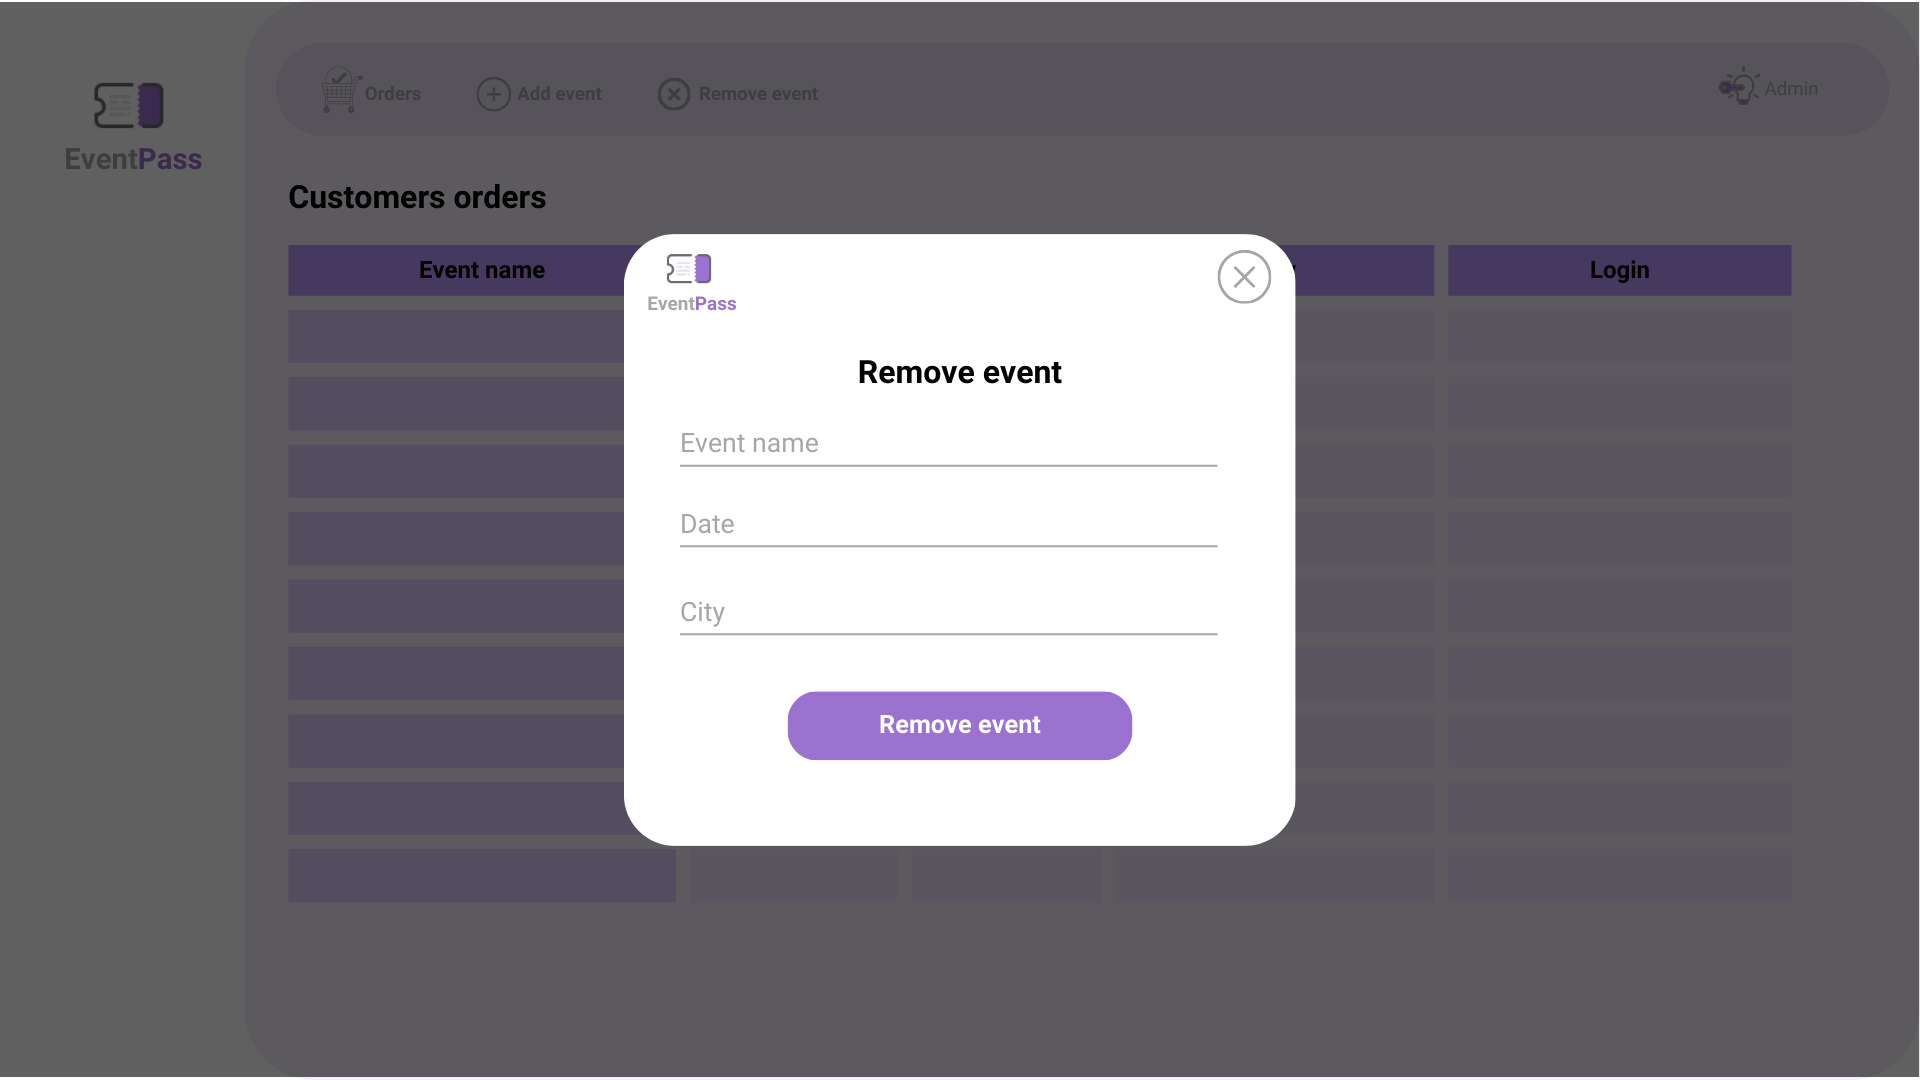 Orders
Add event
Remove event
Admin
EventPass
Customers orders
Event name
Login
EventPass
Remove event
Event name
Date
City
Remove event